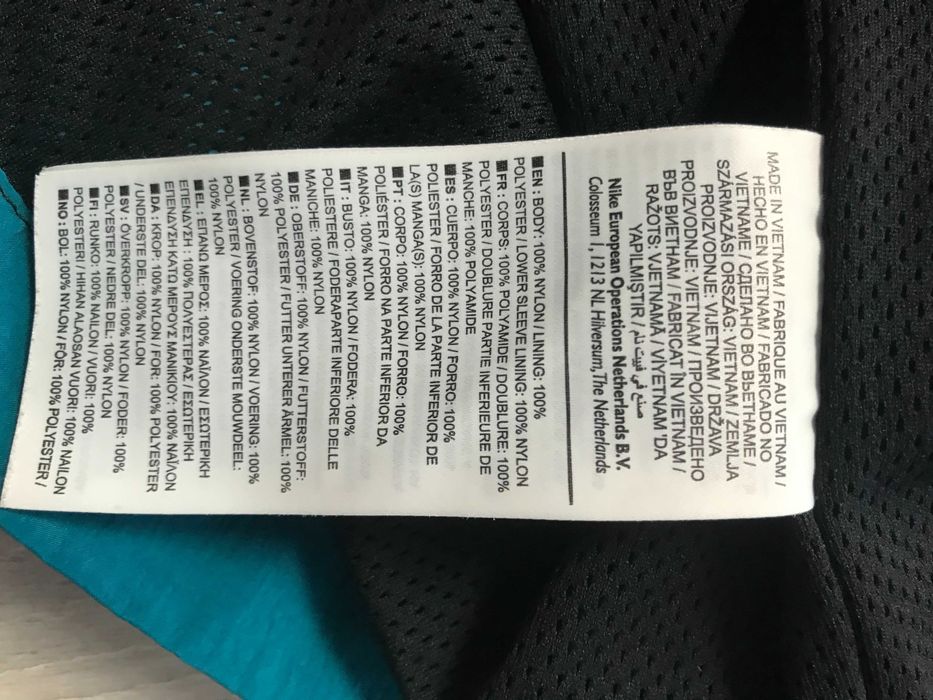 MADE IN VIETNAM / FABRIQUE AU VIETNAM /
HECHO EN VIETNAM / FABRICADO NO
VIETNAME / СДЕЛАНО ВО ВЬЕТНАМЕ /
SZÁRMAZÁSI ORSZÁG: VIETNAM / ZEMLJA
PROIZVODNJE: VIJETNAM / DRŽAVA
PROIZVODNJE: VIETNAM / ПРОИЗВЕДЕНО
ВЪВ ВИЕТНАМ / FABRICAT ÎN VIETNAM /
RAŽOTS: VJETNAMĀ / VİYETNAM 'DA
YAPILMIŞTIR / صنع في فييت نام
Nike European Operations Netherlands B.V.
Colosseum 1, 1213 NL Hilversum, The Netherlands
■ EN : BODY: 100% NYLON / LINING: 100%
POLYESTER / LOWER SLEEVE LINING: 100% NYLON
■ FR : CORPS: 100% POLYAMIDE / DOUBLURE: 100%
POLYESTER / DOUBLURE PARTIE INFERIEURE DE
MANCHE: 100% POLYAMIDE
■ ES : CUERPO: 100% NYLON / FORRO: 100%
POLIESTER / FORRO DE LA PARTE INFERIOR DE
LA(S) MANGA(S): 100% NYLON
■ PT : CORPO: 100% NYLON / FORRO: 100%
POLIÉSTER / FORRO NA PARTE INFERIOR DA
MANGA: 100% NYLON
■ IT : BUSTO: 100% NYLON / FODERA: 100%
POLIESTERE / FODERA PARTE INFERIORE DELLE
MANICHE: 100% NYLON
■ DE : OBERSTOFF: 100% NYLON / FUTTERSTOFF:
100% POLYESTER / FUTTER UNTERER ÄRMEL: 100%
NYLON
■ NL : BOVENSTOF: 100% NYLON / VOERING: 100%
POLYESTER / VOERING ONDERSTE MOUWDEEL:
100% NYLON
■ EL : ΕΠΑΝΩ ΜΕΡΟΣ: 100% ΝΑΪΛΟΝ / ΕΣΩΤΕΡΙΚΗ
ΕΠΕΝΔΥΣΗ : 100% ΠΟΛΥΕΣΤΕΡΑΣ / ΕΣΩΤΕΡΙΚΗ
ΕΠΕΝΔΥΣΗ ΚΑΤΩ ΜΕΡΟΥΣ ΜΑΝΙΚΙΟΥ: 100% ΝΑΪΛΟΝ
■ DA : KROP: 100% NYLON / FOR: 100% POLYESTER
/ UNDERSTE DEL: 100% NYLON
■ SV : ÖVERKROPP: 100% NYLON / FODER: 100%
POLYESTER / NEDRE DEL: 100% NYLON
■ FI : RUNKO: 100% NAILON / VUORI: 100%
POLYESTERI / HIHAN ALAOSAN VUORI: 100% NAILON
■ NO : BOL: 100% NYLON / FÔR: 100% POLYESTER /